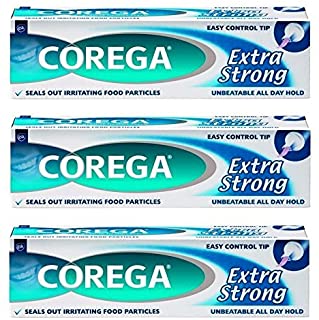 EASY CONTROL TIP
COREGA
Extra
Strong
✓ SEALS OUT IRRITATING FOOD PARTICLES
UNBEATABLE ALL DAY HOLD
EASY CONTROL TIP
COREGA
Extra
Strong
✓ SEALS OUT IRRITATING FOOD PARTICLES
UNBEATABLE ALL DAY HOLD
EASY CONTROL TIP
COREGA
Extra
Strong
✓ SEALS OUT IRRITATING FOOD PARTICLES
UNBEATABLE ALL DAY HOLD